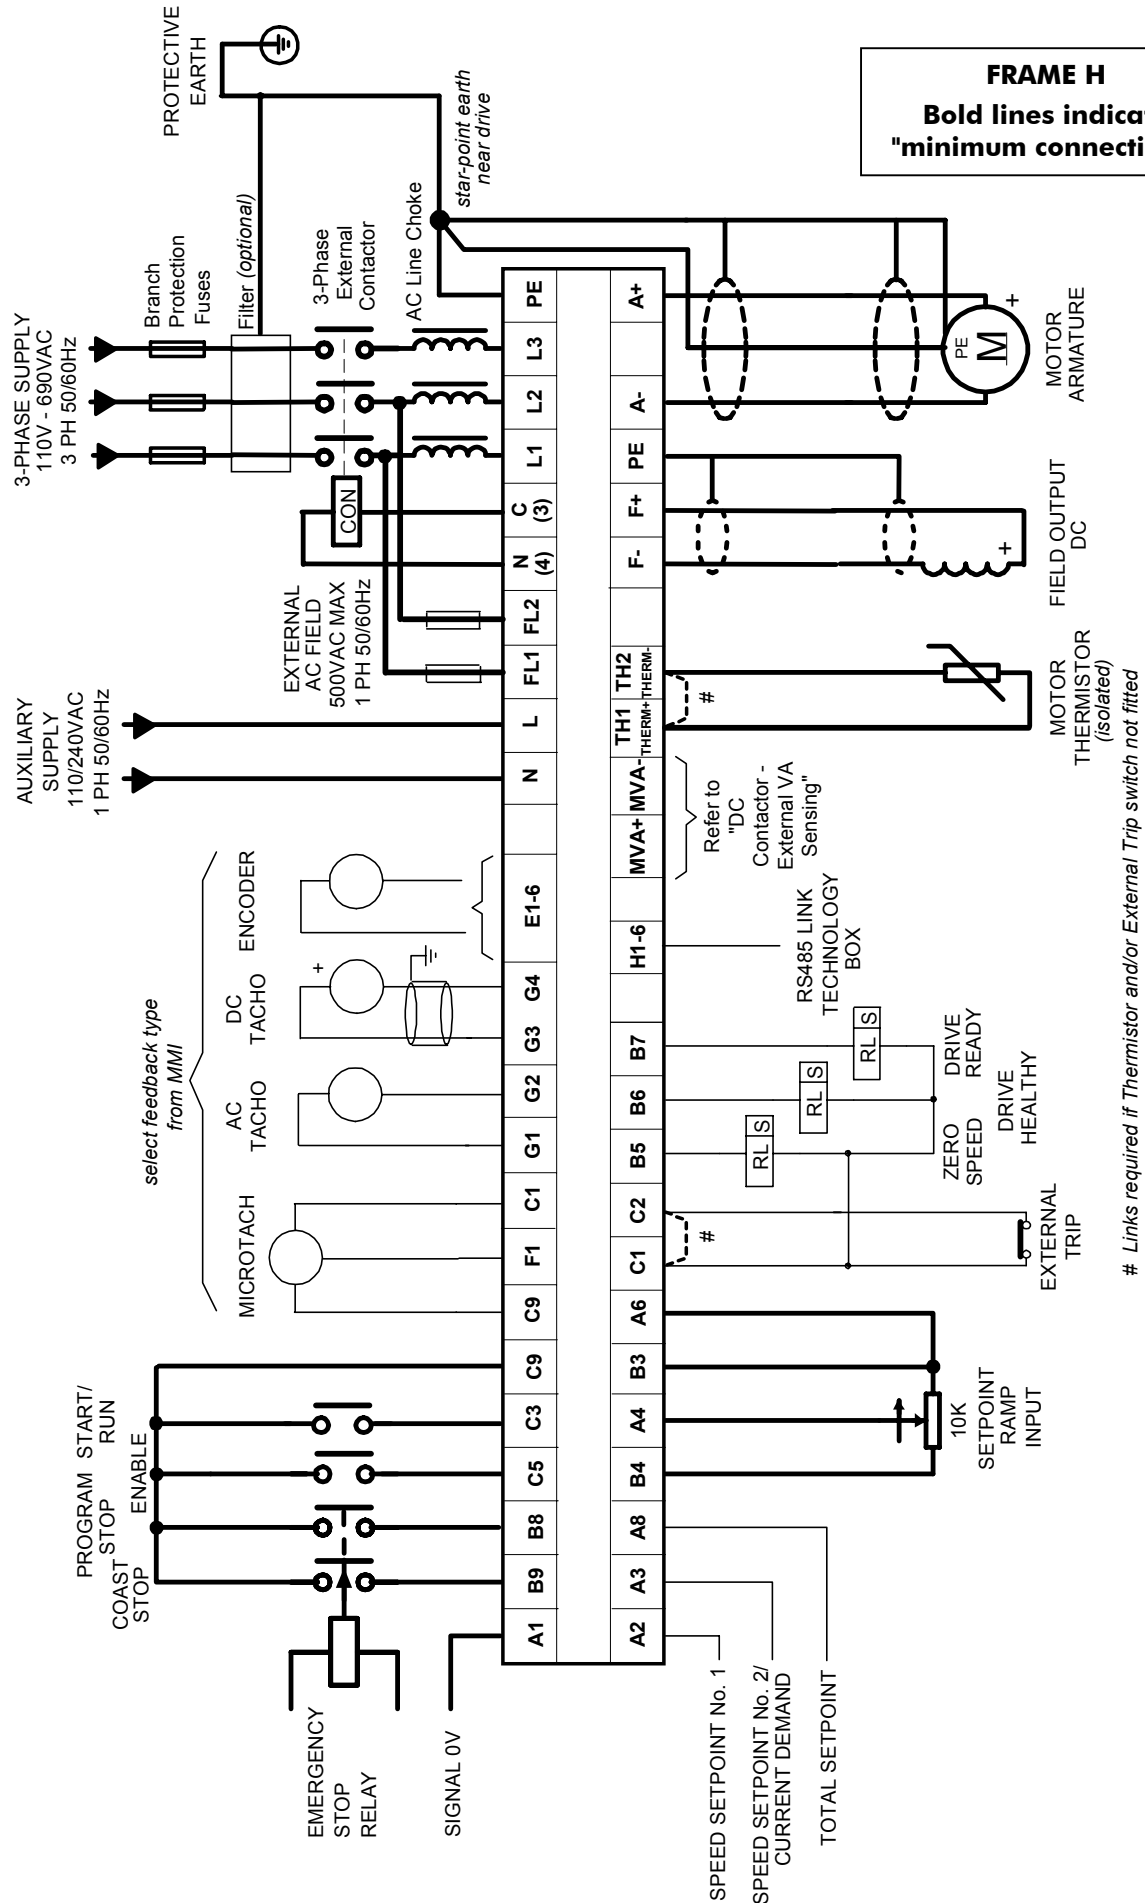 FRAME H
Bold lines indicat
"minimum connecti
PROTECTIVE
EARTH
star-point earth
near drive
3-PHASE SUPPLY
110V - 690VAC
3 PH 50/60Hz
Branch
Protection
Fuses
Filter (optional)
3-Phase
External
Contactor
AC Line Choke
CON
EXTERNAL
AC FIELD
500VAC MAX
1 PH 50/60Hz
AUXILIARY
SUPPLY
110/240VAC
1 PH 50/60Hz
select feedback type
from MMI
ENCODER
DC
TACHO
+
AC
TACHO
MICROTACH
PROGRAM
STOP
START/
RUN
ENABLE
COAST
STOP
EMERGENCY
STOP
RELAY
SIGNAL 0V
A1
B9
B8
C5
C3
C9
C9
F1
C1
G1
G2
G3
G4
E1-6
N
L
FL1
FL2
N
(4)
C
(3)
L1
L2
L3
PE
A2
A3
A8
B4
A4
B3
A6
C1
C2
B5
B6
B7
H1-6
MVA+
MVA-
TH1
THERM+
TH2
THERM-
F-
F+
PE
A-
A+
SPEED SETPOINT No. 1
SPEED SETPOINT No. 2/
CURRENT DEMAND
TOTAL SETPOINT
10K
SETPOINT
RAMP
INPUT
#
EXTERNAL
TRIP
RL S
RL S
RL S
ZERO
SPEED
DRIVE
HEALTHY
DRIVE
READY
RS485 LINK
TECHNOLOGY
BOX
Refer to
"DC
Contactor -
External VA
Sensing"
#
MOTOR
THERMISTOR
(isolated)
+
FIELD OUTPUT
DC
PE
M
+
MOTOR
ARMATURE
# Links required if Thermistor and/or External Trip switch not fitted